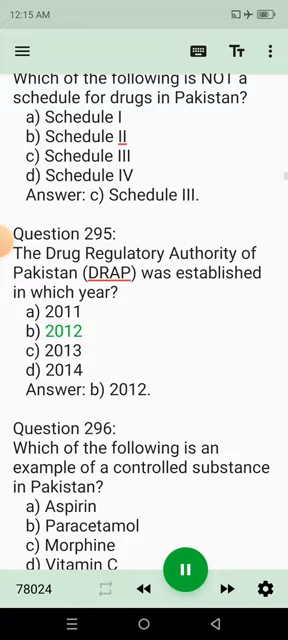 12:15 AM
Which of the following is NOT a
schedule for drugs in Pakistan?
a) Schedule I
b) Schedule II
c) Schedule III
d) Schedule IV
Answer: c) Schedule III.
Question 295:
The Drug Regulatory Authority of
Pakistan (DRAP) was established
in which year?
a) 2011
b) 2012
c) 2013
d) 2014
Answer: b) 2012.
Question 296:
Which of the following is an
example of a controlled substance
in Pakistan?
a) Aspirin
b) Paracetamol
c) Morphine
d) Vitamin C
78024